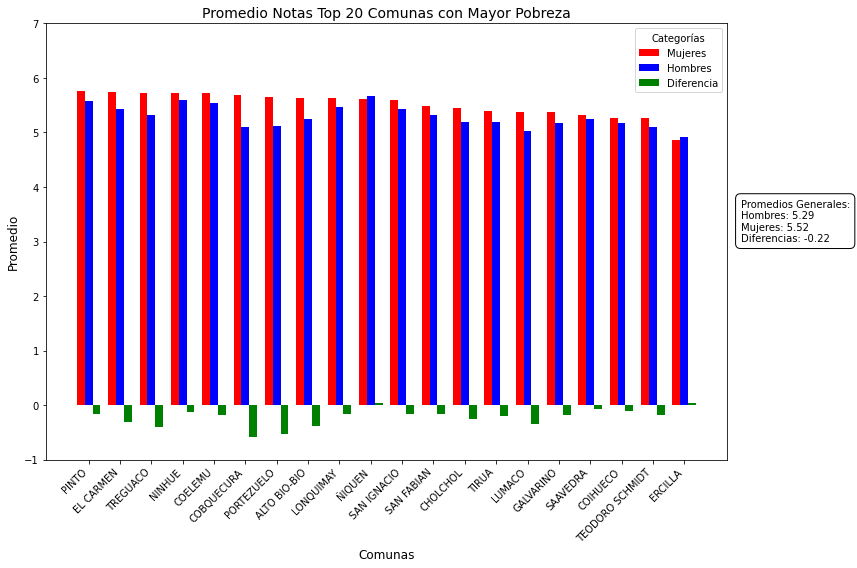 Promedio Notas Top 20 Comunas con Mayor Pobreza
Categorías
Mujeres
Hombres
Diferencia
7
6
5
4
3
2
1
0
−1
Promedio
Promedios Generales:
Hombres: 5.29
Mujeres: 5.52
Diferencias: -0.22
PINTO
EL CARMEN
TREGUACO
NINHUE
COELEMU
COBQUECURA
PORTEZUELO
ALTO BIO-BIO
LONQUIMAY
ÑIQUEN
SAN IGNACIO
SAN FABIAN
CHOLCHOL
TIRUA
LUMACO
GALVARINO
SAAVEDRA
COIHUECO
TEODORO SCHMIDT
ERCILLA
Comunas